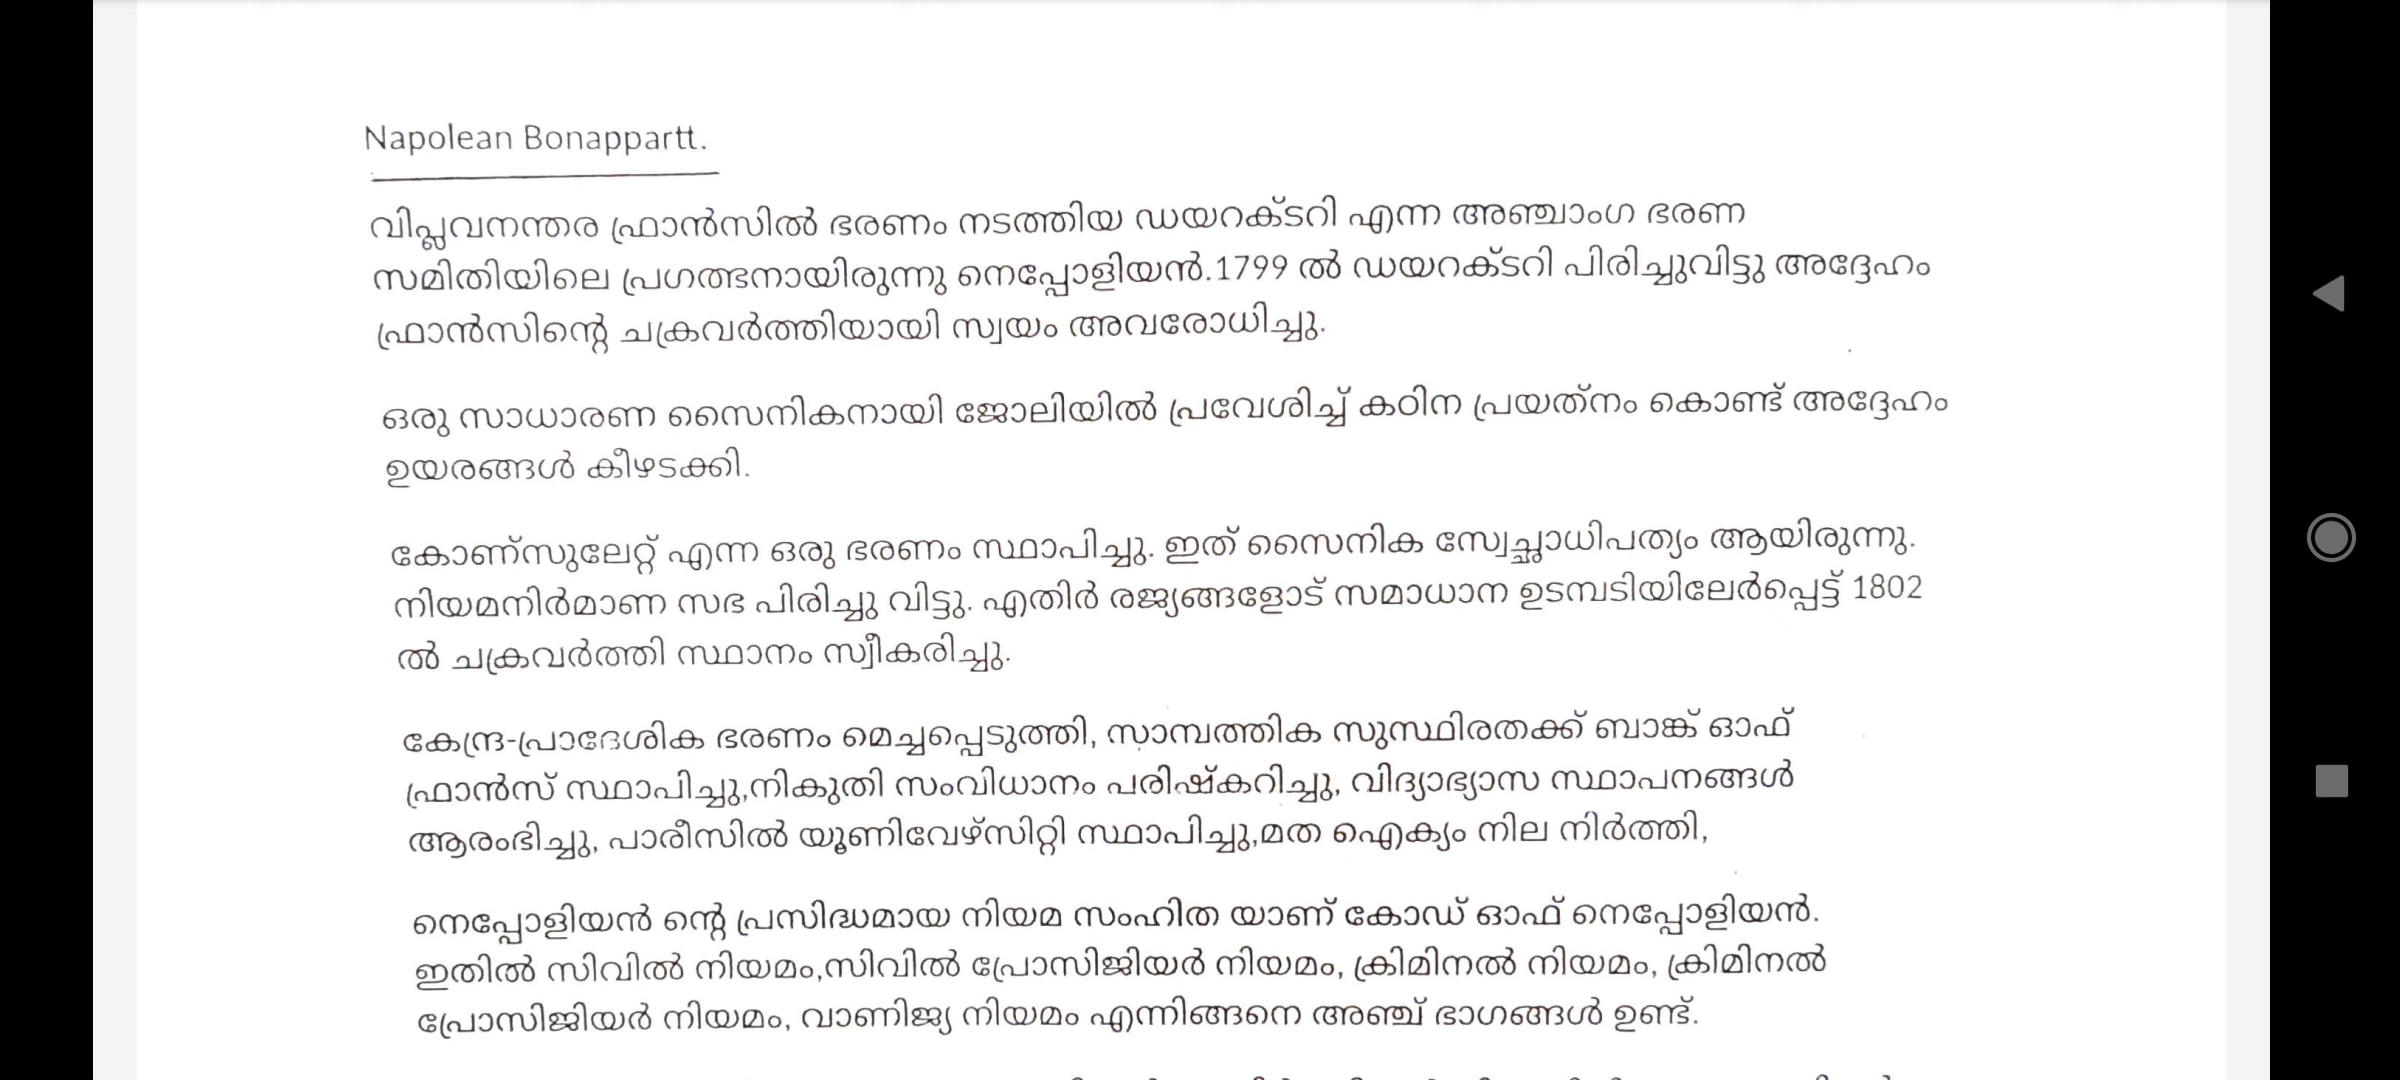 Napolean Bonappartt.
വിപ്ലവനന്തര ഫ്രാൻസിൽ ഭരണം നടത്തിയ ഡയറക്ടറി എന്ന അഞ്ചാംഗ ഭരണ
സമിതിയിലെ പ്രഗത്ഭനായിരുന്നു നെപ്പോളിയൻ.1799 ൽ ഡയറക്ടറി പിരിച്ചുവിട്ടു അദ്ദേഹം
ഫ്രാൻസിന്റെ ചക്രവർത്തിയായി സ്വയം അവരോധിച്ചു.
ഒരു സാധാരണ സൈനികനായി ജോലിയിൽ പ്രവേശിച്ച് കഠിന പ്രയത്നം കൊണ്ട് അദ്ദേഹം
ഉയരങ്ങൾ കീഴടക്കി.
കോണ്സുലേറ്റ് എന്ന ഒരു ഭരണം സ്ഥാപിച്ചു. ഇത് സൈനിക സ്വേച്ഛാധിപത്യം ആയിരുന്നു.
നിയമനിർമാണ സഭ പിരിച്ചു വിട്ടു. എതിർ രജ്യങ്ങളോട് സമാധാന ഉടമ്പടിയിലേർപ്പെട്ട് 1802
ൽ ചക്രവർത്തി സ്ഥാനം സ്വീകരിച്ചു.
കേന്ദ്ര-പ്രാദേശിക ഭരണം മെച്ചപ്പെടുത്തി, സാമ്പത്തിക സുസ്ഥിരതക്ക് ബാങ്ക് ഓഫ്
ഫ്രാൻസ് സ്ഥാപിച്ചു,നികുതി സംവിധാനം പരിഷ്കറിച്ചു, വിദ്യാഭ്യാസ സ്ഥാപനങ്ങൾ
ആരംഭിച്ചു, പാരീസിൽ യൂണിവേഴ്സിറ്റി സ്ഥാപിച്ചു,മത ഐക്യം നില നിർത്തി,
നെപ്പോളിയൻ ന്റെ പ്രസിദ്ധമായ നിയമ സംഹിത യാണ് കോഡ് ഓഫ് നെപ്പോളിയൻ.
ഇതിൽ സിവിൽ നിയമം,സിവിൽ പ്രോസിജിയർ നിയമം, ക്രിമിനൽ നിയമം, ക്രിമിനൽ
പ്രോസിജിയർ നിയമം, വാണിജ്യ നിയമം എന്നിങ്ങനെ അഞ്ച് ഭാഗങ്ങൾ ഉണ്ട്.